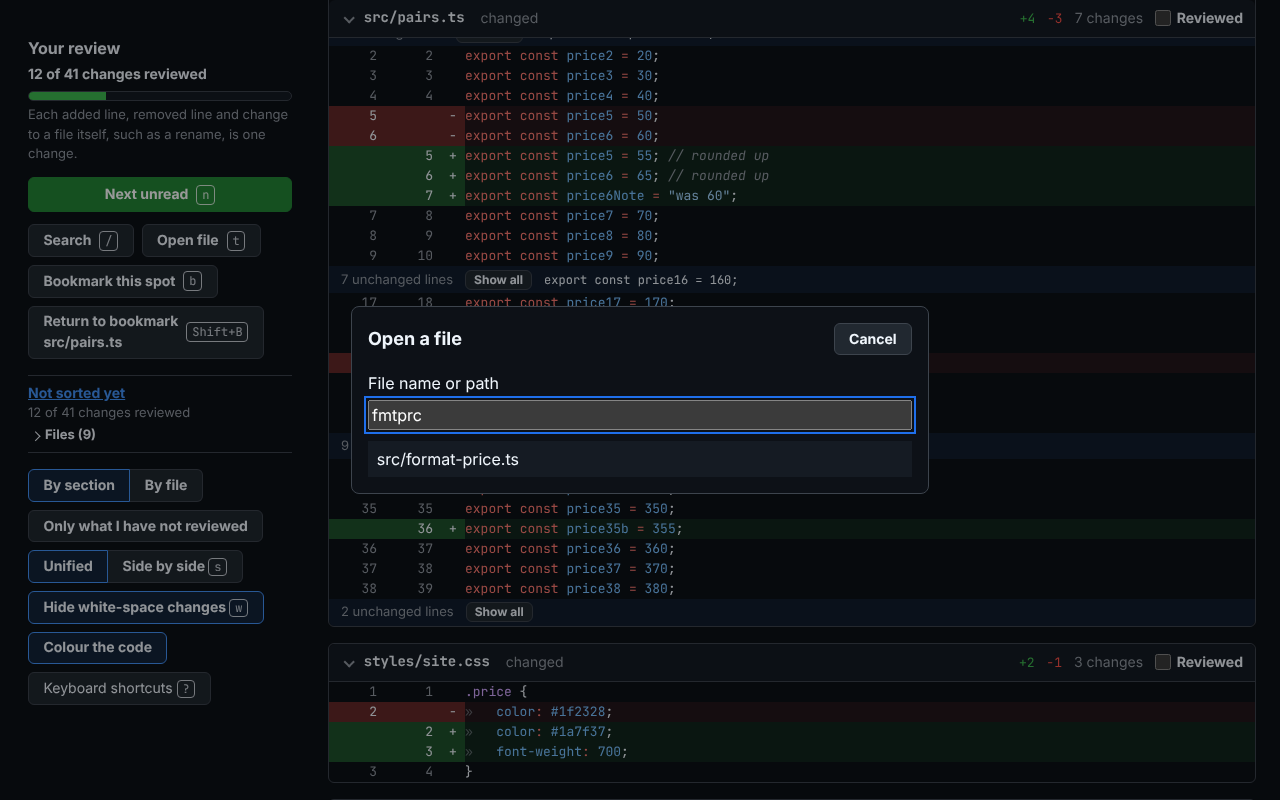 Your review
12 of 41 changes reviewed
Each added line, removed line and change
to a file itself, such as a rename, is one
change.
Next unread n
Search / Open file t
Bookmark this spot b
Return to bookmark
src/pairs.ts Shift+B
Not sorted yet
12 of 41 changes reviewed
Files (9)
By section By file
Only what I have not reviewed
Unified Side by side s
Hide white-space changes w
Colour the code
Keyboard shortcuts ?
src/pairs.ts changed +4 -3 7 changes Reviewed
2 2 export const price2 = 20;
3 3 export const price3 = 30;
4 4 export const price4 = 40;
5 - export const price5 = 50;
6 - export const price6 = 60;
5 + export const price5 = 55; // rounded up
6 + export const price6 = 65; // rounded up
7 + export const price6Note = "was 60";
7 8 export const price7 = 70;
8 9 export const price8 = 80;
9 10 export const price9 = 90;
7 unchanged lines Show all export const price16 = 160;
17 18 export const price17 = 170;
Open a file Cancel
File name or path
fmtprc
src/format-price.ts
9
35 35 export const price35 = 350;
36 + export const price35b = 355;
36 37 export const price36 = 360;
37 38 export const price37 = 370;
38 39 export const price38 = 380;
2 unchanged lines Show all
styles/site.css changed +2 -1 3 changes Reviewed
1 1 .price {
2 - » color: #1f2328;
2 + » color: #1a7f37;
3 + » font-weight: 700;
3 4 }